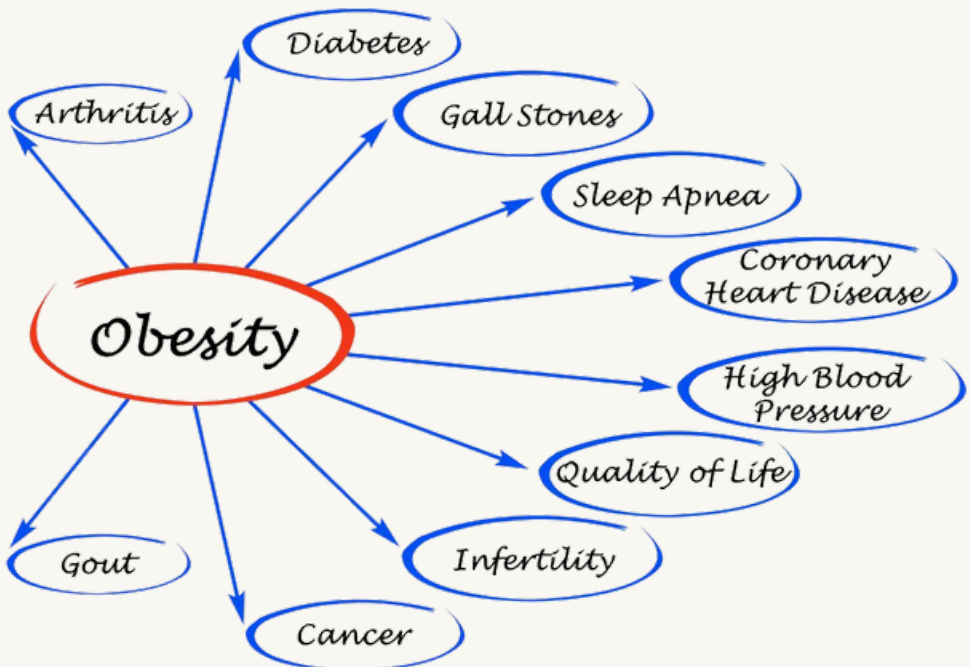 Diabetes
Arthritis
Gall Stones
Sleep Apnea
Coronary
Heart Disease
Obesity
High Blood
Pressure
Quality of Life
Infertility
Gout
Cancer